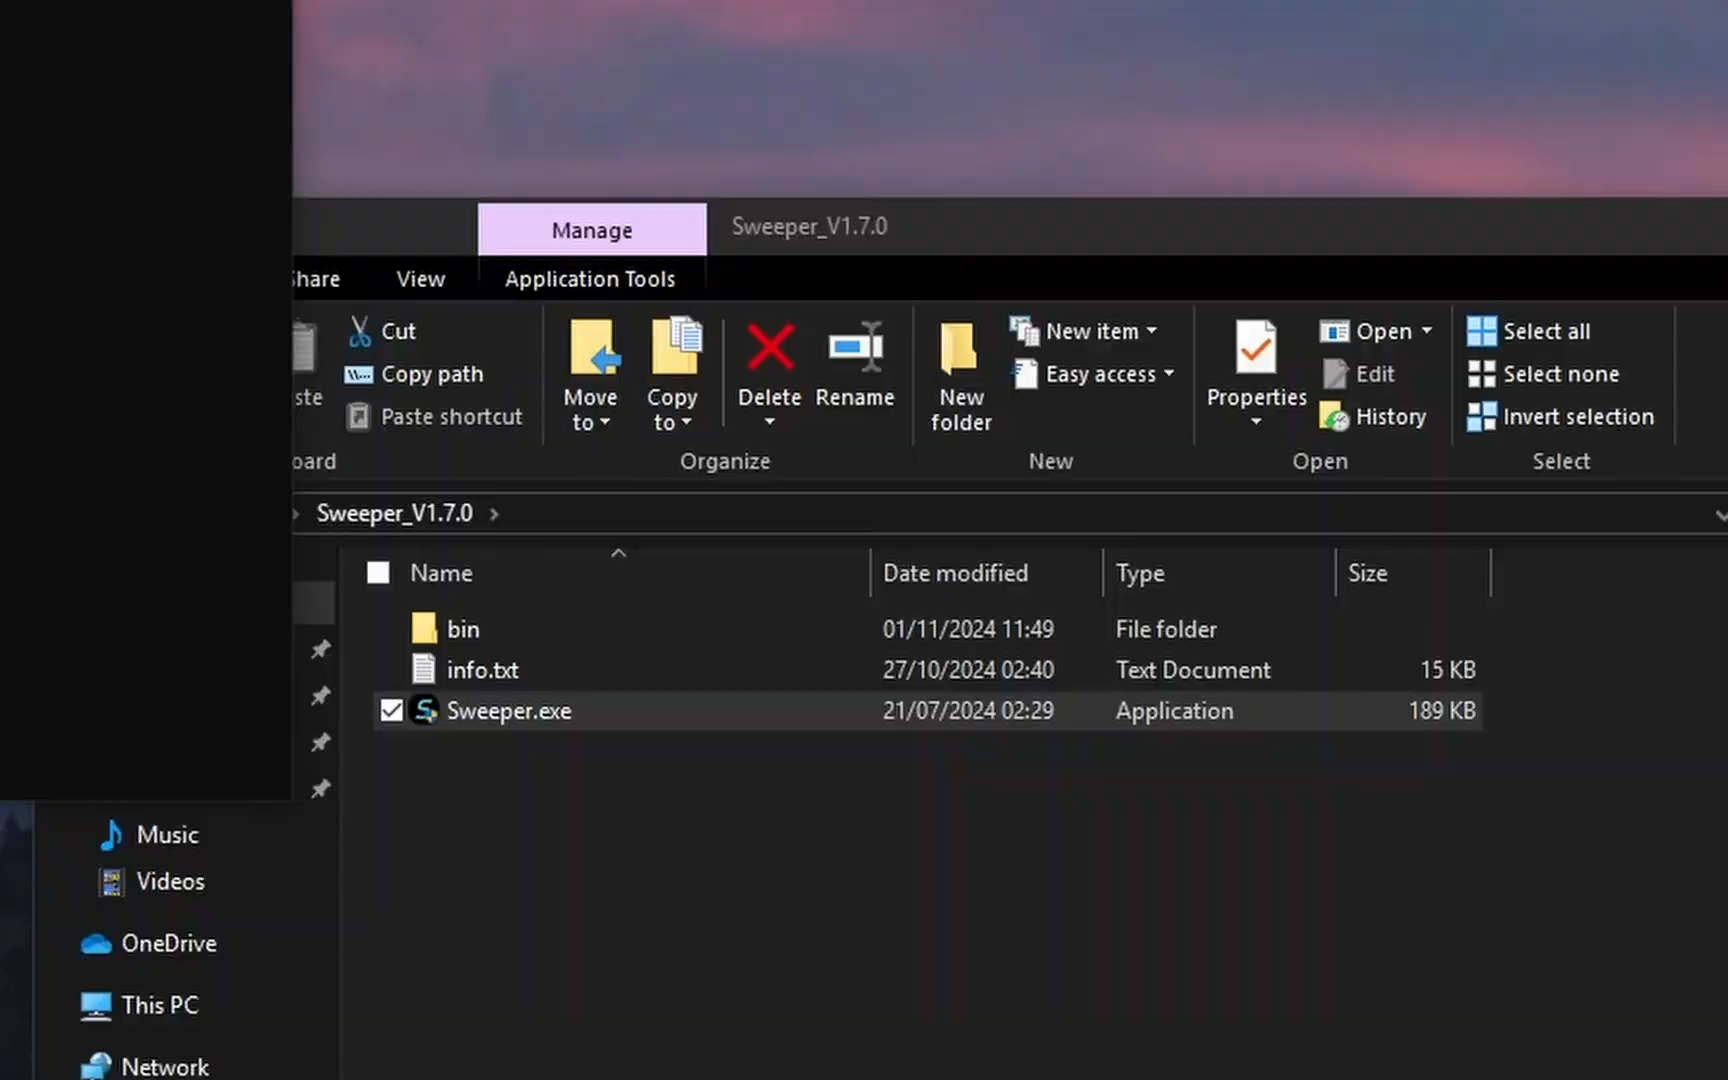 Manage
Sweeper_V1.7.0
Share
View
Application Tools
Cut
Copy path
Paste shortcut
Move to
Copy to
Delete
Rename
New folder
New item
Easy access
Properties
Open
Edit
History
Select all
Select none
Invert selection
Organize
New
Open
Select
Sweeper_V1.7.0
Name
Date modified
Type
Size
bin
01/11/2024 11:49
File folder
info.txt
27/10/2024 02:40
Text Document
15 KB
Sweeper.exe
21/07/2024 02:29
Application
189 KB
Music
Videos
OneDrive
This PC
Network